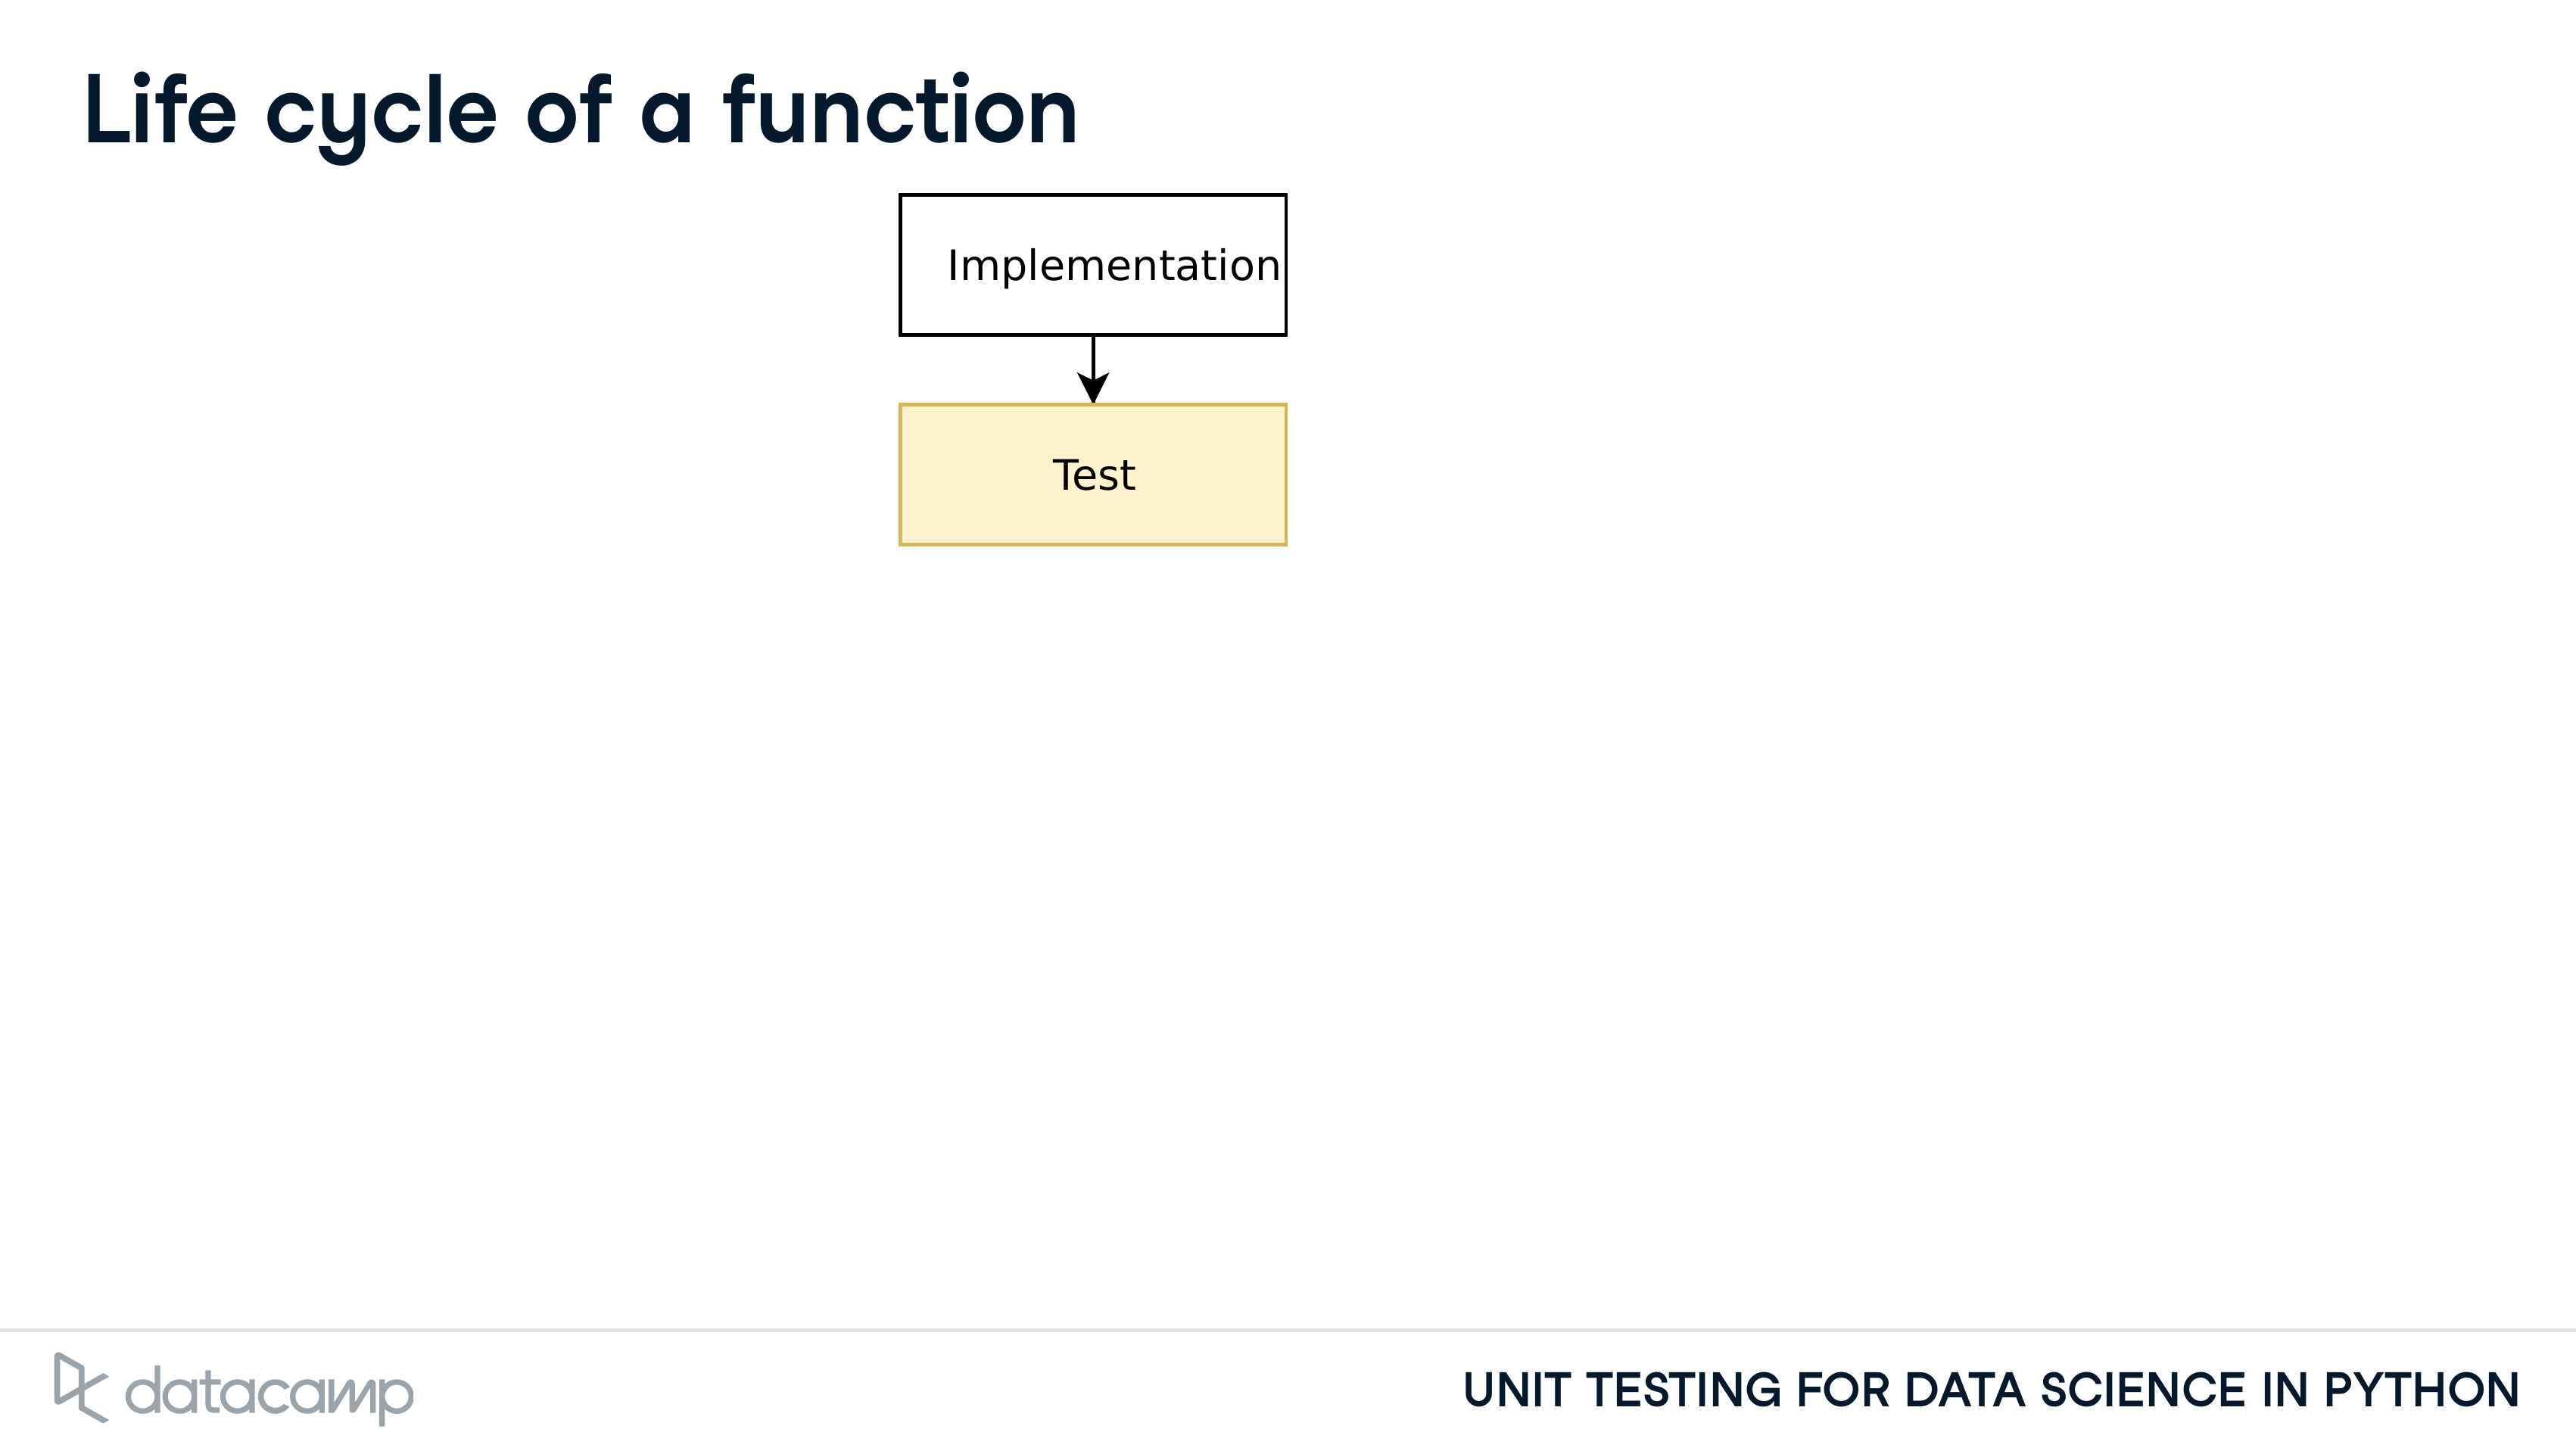 Life cycle of a function
Implementation
Test
datacamp
UNIT TESTING FOR DATA SCIENCE IN PYTHON